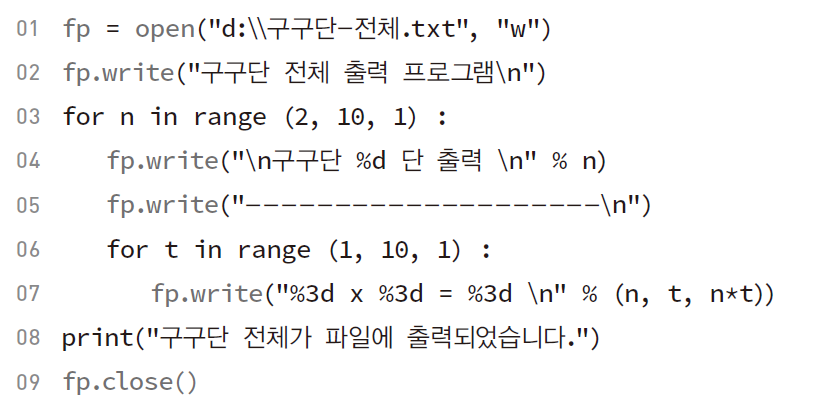 01 fp = open("d:\\구구단-전체.txt", "w")
02 fp.write("구구단 전체 출력 프로그램\n")
03 for n in range (2, 10, 1) :
04    fp.write("\n구구단 %d 단 출력 \n" % n)
05    fp.write("--------------------\n")
06    for t in range (1, 10, 1) :
07       fp.write("%3d x %3d = %3d \n" % (n, t, n*t))
08 print("구구단 전체가 파일에 출력되었습니다.")
09 fp.close()